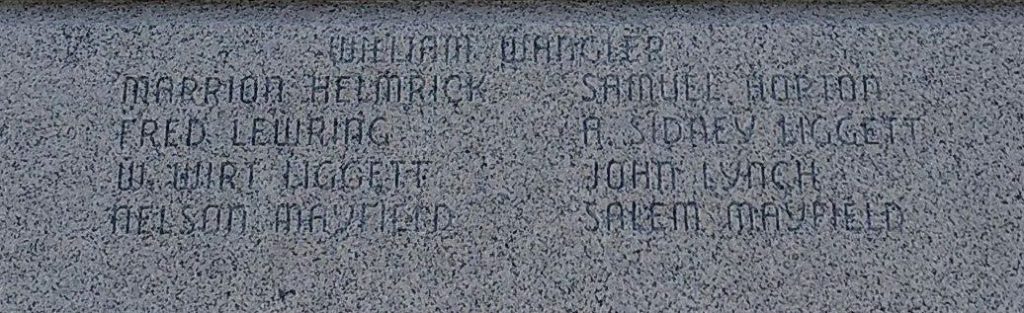 WILLIAM WANGLER
MARRION HELMRICK SAMUEL HORTON
FRED LEWRING A. SIDNEY LIGGETT
W. WIRT LIGGETT JOHN LYNCH
NELSON MAYFIELD SALEM MAYFIELD